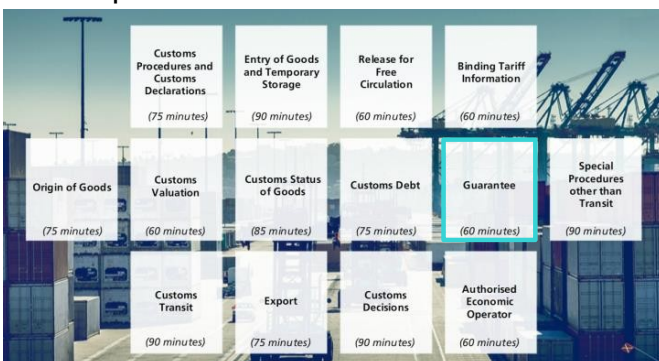 Customs
Procedures and
Customs
Declarations
(75 minutes)
Entry of Goods
and Temporary
Storage
(90 minutes)
Release for
Free
Circulation
(60 minutes)
Binding Tariff
Information
(60 minutes)
Origin of Goods
(75 minutes)
Customs
Valuation
(60 minutes)
Customs Status
of Goods
(85 minutes)
Customs Debt
(75 minutes)
Guarantee
(60 minutes)
Special
Procedures
other than
Transit
(90 minutes)
Customs
Transit
(90 minutes)
Export
(75 minutes)
Customs
Decisions
(90 minutes)
Authorised
Economic
Operator
(60 minutes)